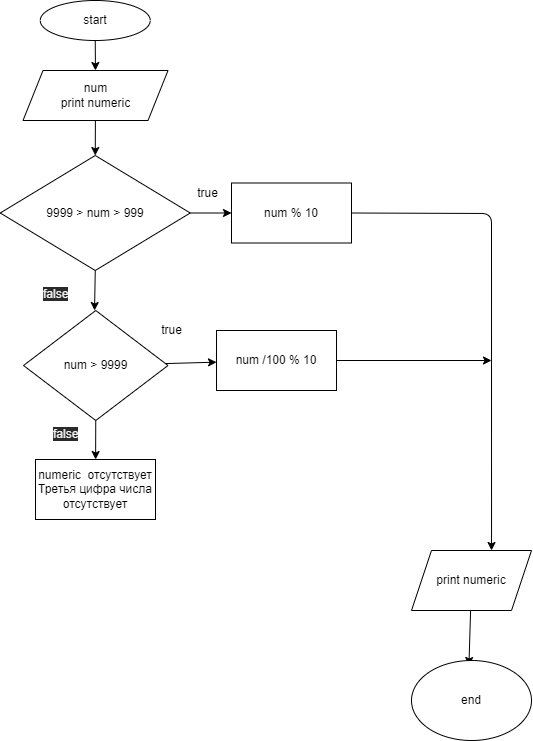 start
num
print numeric
9999 > num > 999
true
num % 10
false
num > 9999
true
num /100 % 10
false
numeric отсутствует
Третья цифра числа
отсутствует
print numeric
end